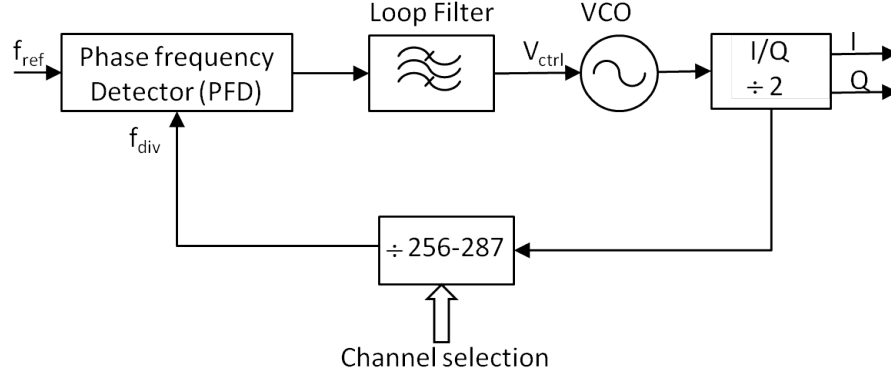 Loop Filter
VCO
f_ref
Phase frequency
Detector (PFD)
V_ctrl
I/Q
÷ 2
I
Q
f_div
÷ 256-287
Channel selection